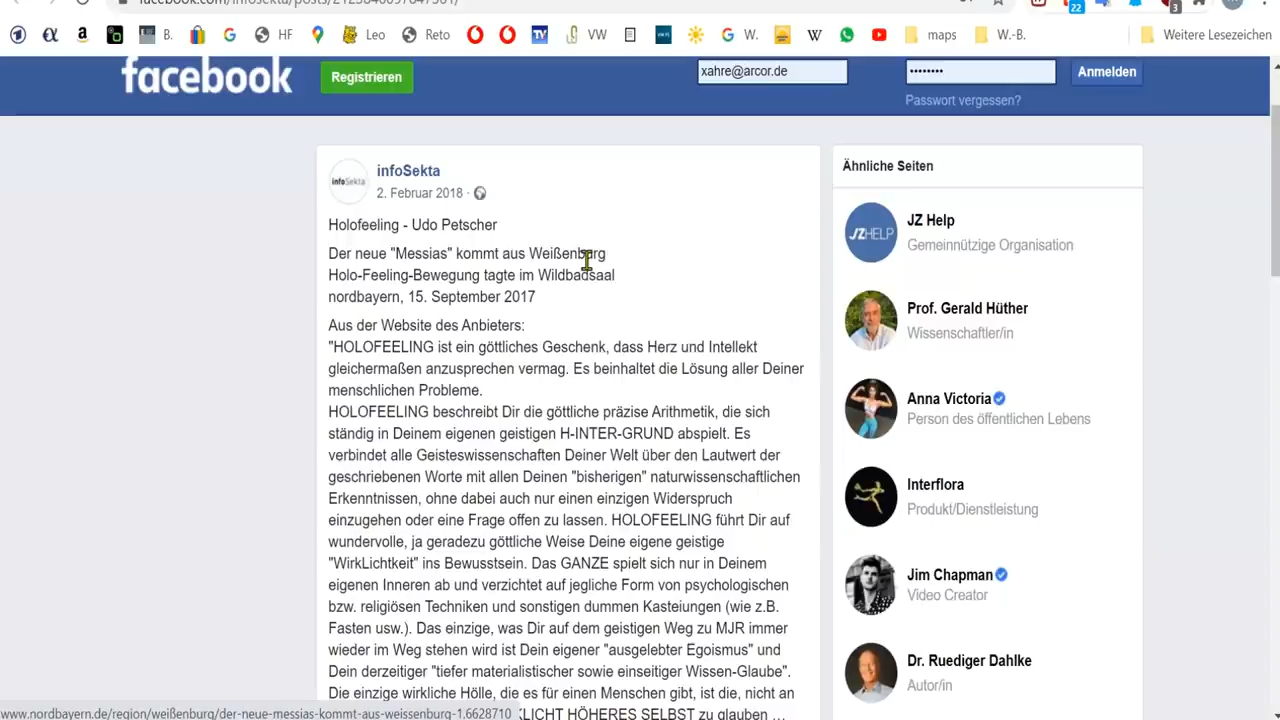 22
3
B.
HF
Leo
Reto
VW
W.
maps
W.-B.
Weitere Lesezeichen
facebook
Registrieren
xahre@arcor.de
Anmelden
Passwort vergessen?
infoSekta
infoSekta
2. Februar 2018 ·
Holofeeling - Udo Petscher
Der neue "Messias" kommt aus Weißenburg
Holo-Feeling-Bewegung tagte im Wildbadsaal
nordbayern, 15. September 2017
Aus der Website des Anbieters:
"HOLOFEELING ist ein göttliches Geschenk, dass Herz und Intellekt
gleichermaßen anzusprechen vermag. Es beinhaltet die Lösung aller Deiner
menschlichen Probleme.
HOLOFEELING beschreibt Dir die göttliche präzise Arithmetik, die sich
ständig in Deinem eigenen geistigen H-INTER-GRUND abspielt. Es
verbindet alle Geisteswissenschaften Deiner Welt über den Lautwert der
geschriebenen Worte mit allen Deinen "bisherigen" naturwissenschaftlichen
Erkenntnissen, ohne dabei auch nur einen einzigen Widerspruch
einzugehen oder eine Frage offen zu lassen. HOLOFEELING führt Dir auf
wundervolle, ja geradezu göttliche Weise Deine eigene geistige
"WirkLichtkeit" ins Bewusstsein. Das GANZE spielt sich nur in Deinem
eigenen Inneren ab und verzichtet auf jegliche Form von psychologischen
bzw. religiösen Techniken und sonstigen dummen Kasteiungen (wie z.B.
Fasten usw.). Das einzige, was Dir auf dem geistigen Weg zu MJR immer
wieder im Weg stehen wird ist Dein eigener "ausgelebter Egoismus" und
Dein derzeitiger "tiefer materialistischer sowie einseitiger Wissen-Glaube".
Die einzige wirkliche Hölle, die es für einen Menschen gibt, ist die, nicht an
KLICHT HÖHERES SELBST zu glauben ...
Ähnliche Seiten
JZHELP
JZ Help
Gemeinnützige Organisation
Prof. Gerald Hüther
Wissenschaftler/in
Anna Victoria
Person des öffentlichen Lebens
Interflora
Produkt/Dienstleistung
Jim Chapman
Video Creator
Dr. Ruediger Dahlke
Autor/in
www.nordbayern.de/region/weißenburg/der-neue-messias-kommt-aus-weissenburg-1.6628710